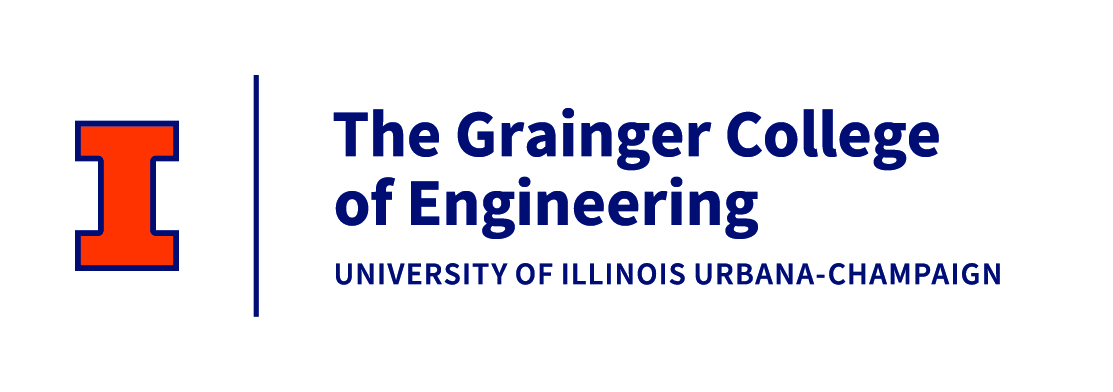 I
The Grainger College
of Engineering
UNIVERSITY OF ILLINOIS URBANA-CHAMPAIGN